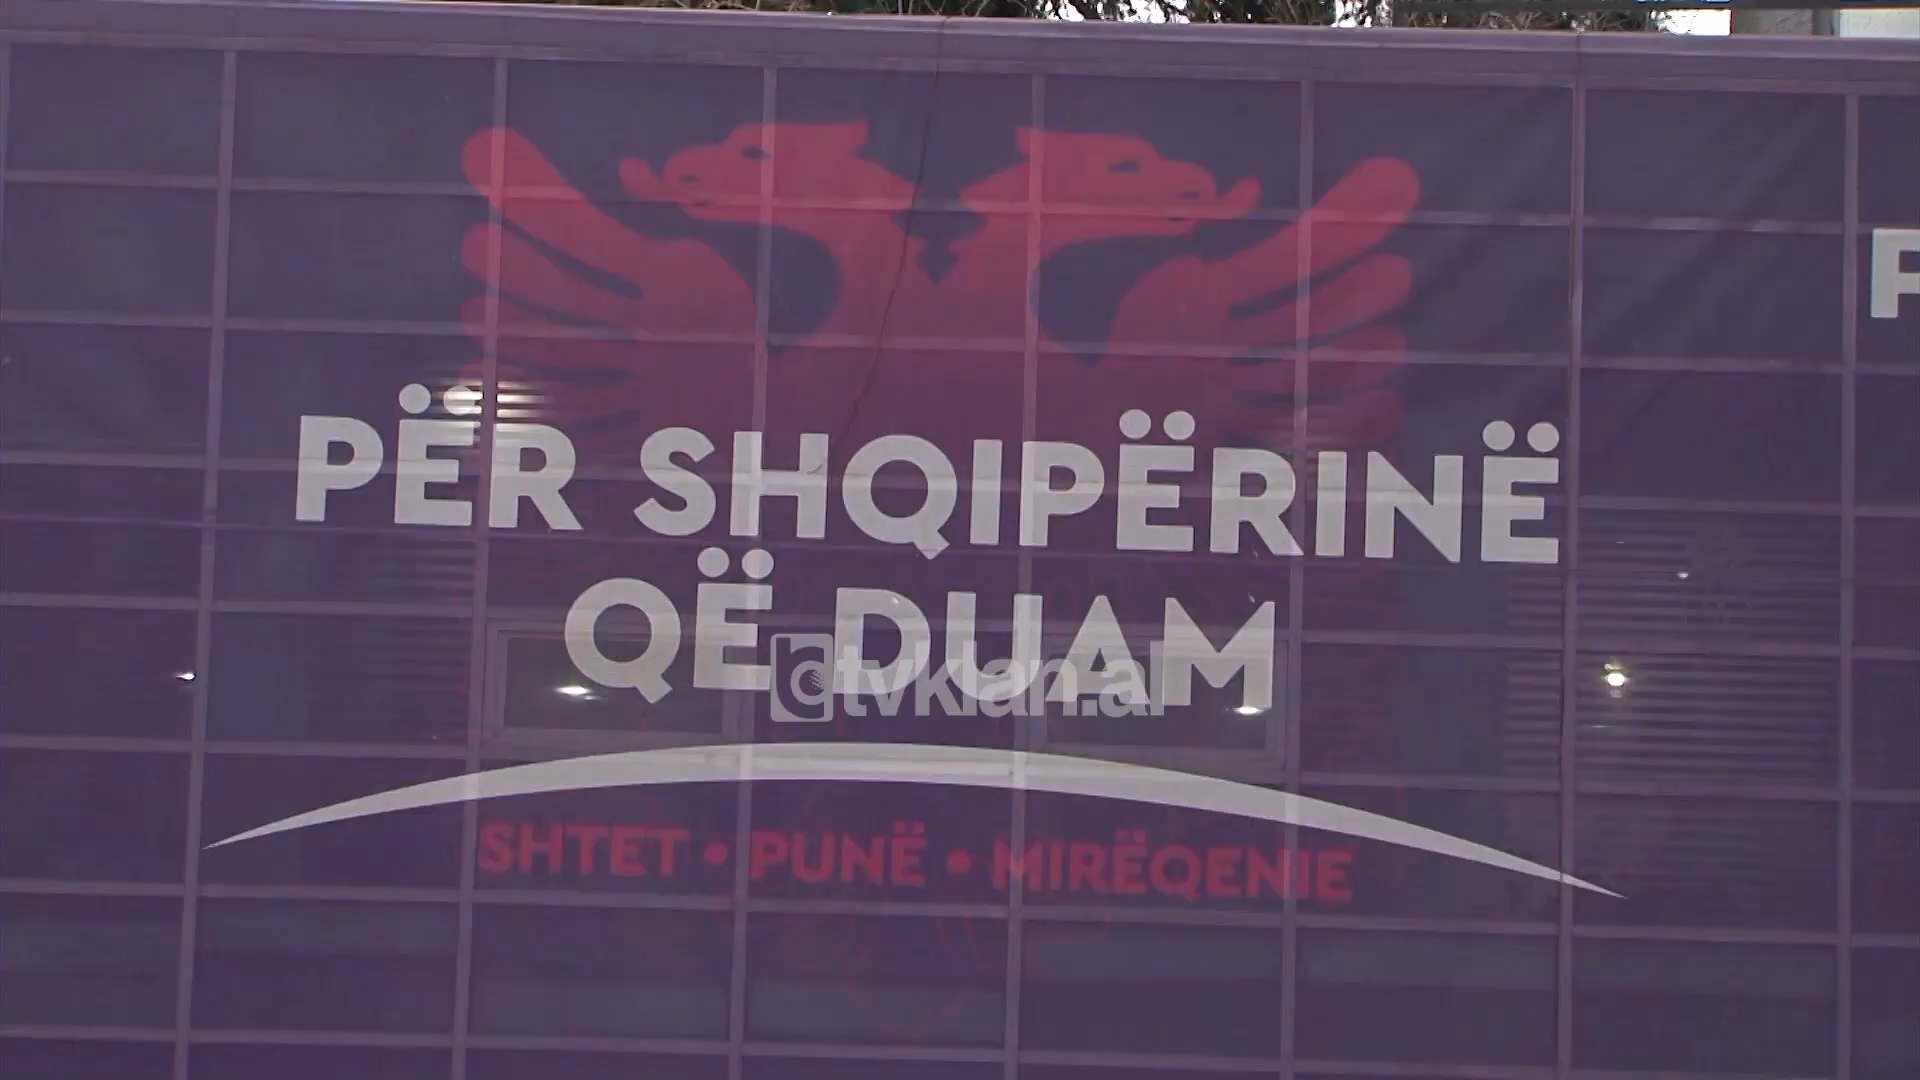 PËR SHQIPËRINË
QË DUAM
tvklan.al
SHTET • PUNË • MIRËQENIE